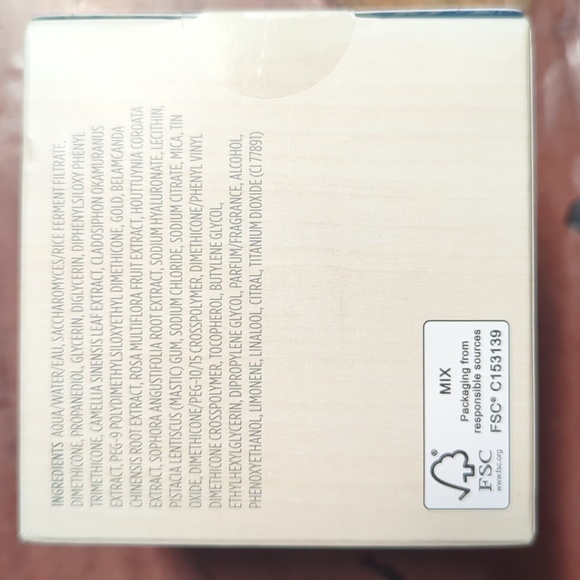 INGREDIENTS AQUA/WATER/EAU, SACCHAROMYCES/RICE FERMENT FILTRATE,
DIMETHICONE, PROPANEDIOL, GLYCERIN, DIGLYCERIN, DIPHENYLSILOXY PHENYL
TRIMETHICONE, CAMELLIA SINENSIS LEAF EXTRACT, CLADOSIPHON OKAMURANUS
EXTRACT, PEG-9 POLYDIMETHYLSILOXYETHYL DIMETHICONE, GOLD, BELAMCANDA
CHINENSIS ROOT EXTRACT, ROSA MULTIFLORA FRUIT EXTRACT, HOUTTUYNIA CORDATA
EXTRACT, SOPHORA ANGUSTIFOLIA ROOT EXTRACT, SODIUM HYALURONATE, LECITHIN,
PISTACIA LENTISCUS (MASTIC) GUM, SODIUM CHLORIDE, SODIUM CITRATE, MICA, TIN
OXIDE, DIMETHICONE/PEG-10/15 CROSSPOLYMER, DIMETHICONE/PHENYL VINYL
DIMETHICONE CROSSPOLYMER, TOCOPHEROL, BUTYLENE GLYCOL,
ETHYLHEXYLGLYCERIN, DIPROPYLENE GLYCOL, PARFUM/FRAGRANCE, ALCOHOL,
PHENOXYETHANOL, LIMONENE, LINALOOL, CITRAL, TITANIUM DIOXIDE (CI 77891)
FSC
www.fsc.org
MIX
Packaging from
responsible sources
FSC® C153139